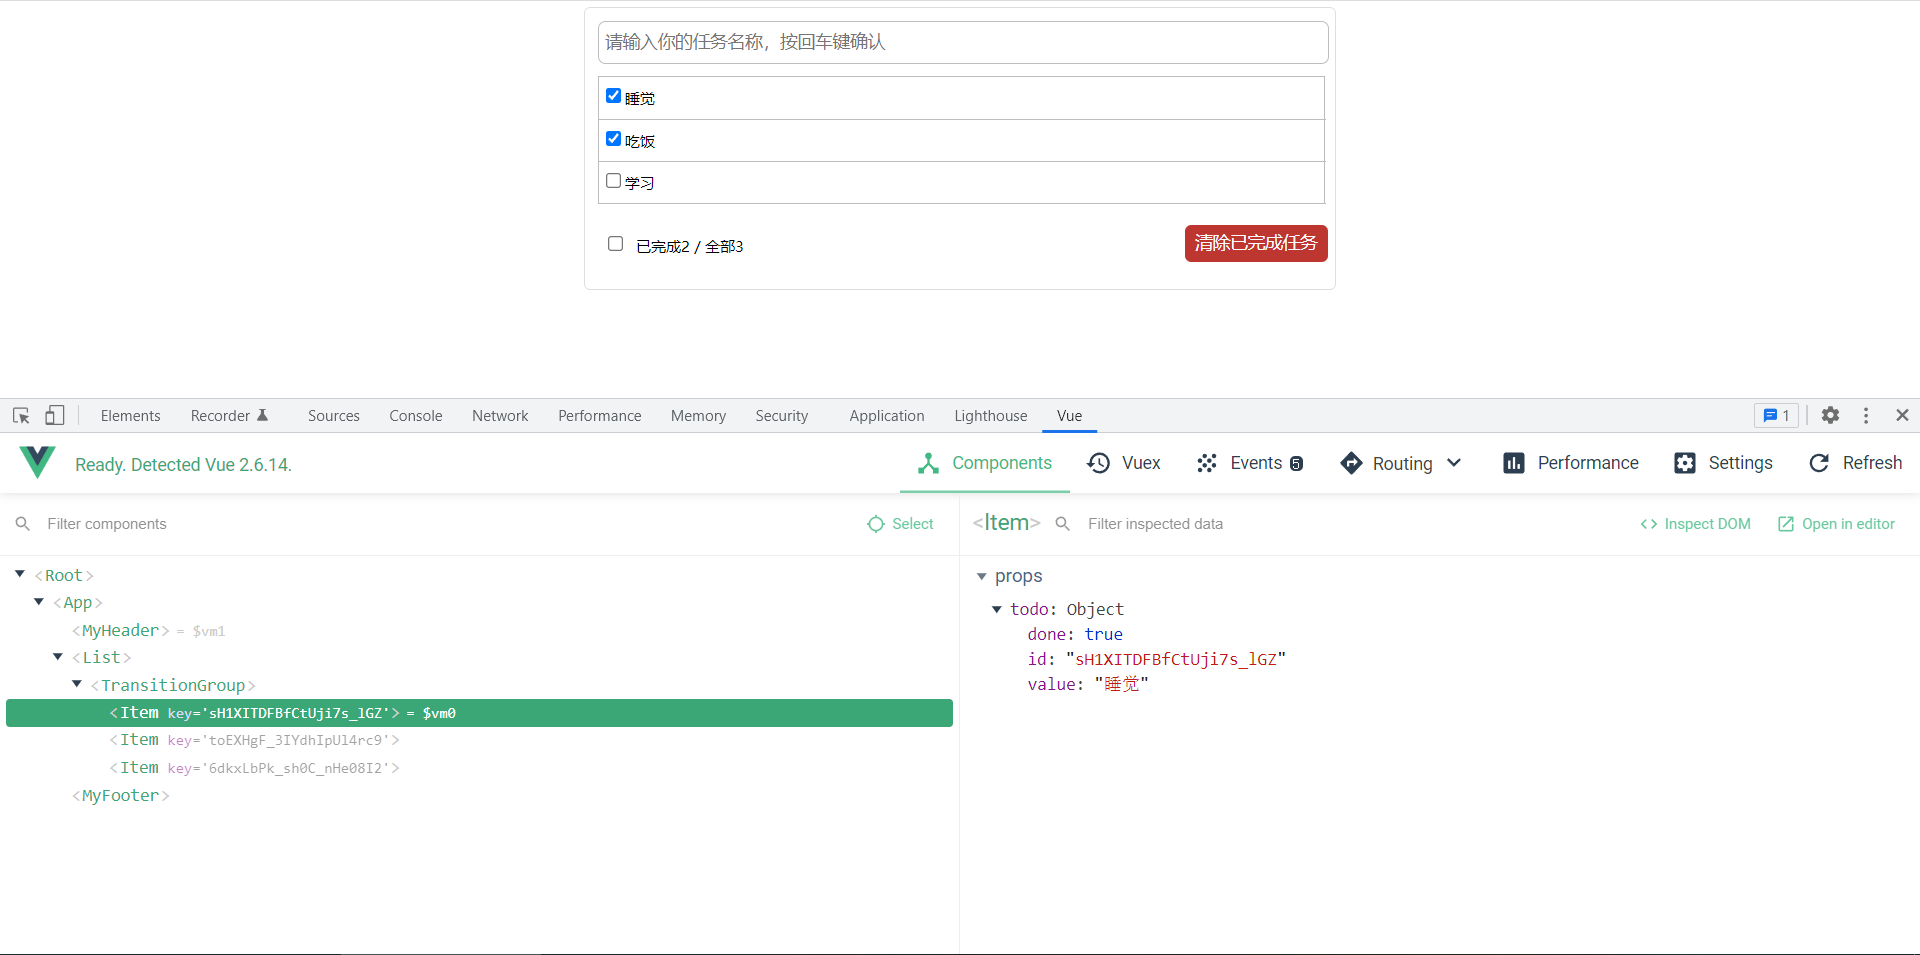 请输入你的任务名称，按回车键确认
睡觉
吃饭
学习
已完成2 / 全部3
清除已完成任务
Elements Recorder Sources Console Network Performance Memory Security Application Lighthouse Vue 1
Ready. Detected Vue 2.6.14.
Components Vuex Events 6 Routing Performance Settings Refresh
Filter components Select
<Item> Filter inspected data Inspect DOM Open in editor
<Root>
<App>
<MyHeader> = $vm1
<List>
<TransitionGroup>
<Item key='sH1XITDFBfCtUji7s_lGZ'> = $vm0
<Item key='toEXHgF_3IYdhIpUl4rc9'>
<Item key='6dkxLbPk_sh0C_nHe08I2'>
<MyFooter>
props
todo: Object
done: true
id: "sH1XITDFBfCtUji7s_lGZ"
value: "睡觉"